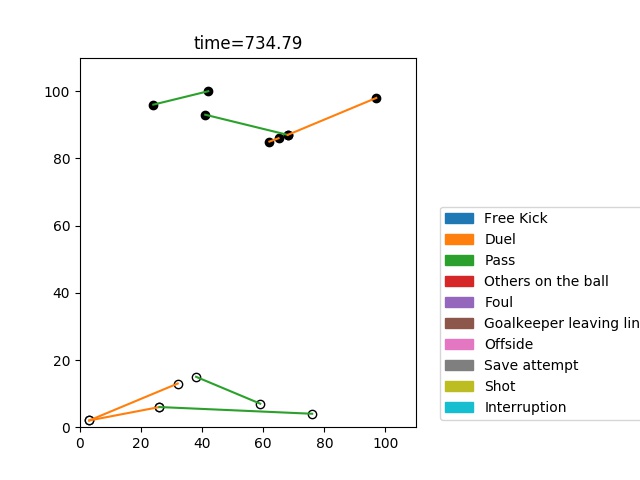 time=734.79
100
80
60
40
20
0
0 20 40 60 80 100
Free Kick
Duel
Pass
Others on the ball
Foul
Goalkeeper leaving lin
Offside
Save attempt
Shot
Interruption